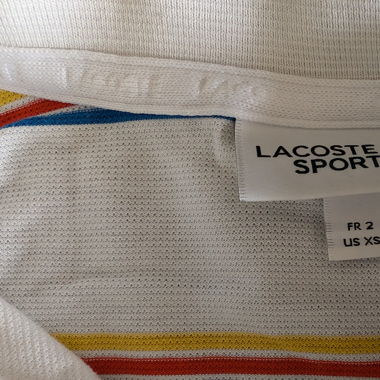 LACOSTE
SPORT
FR 2
US XS